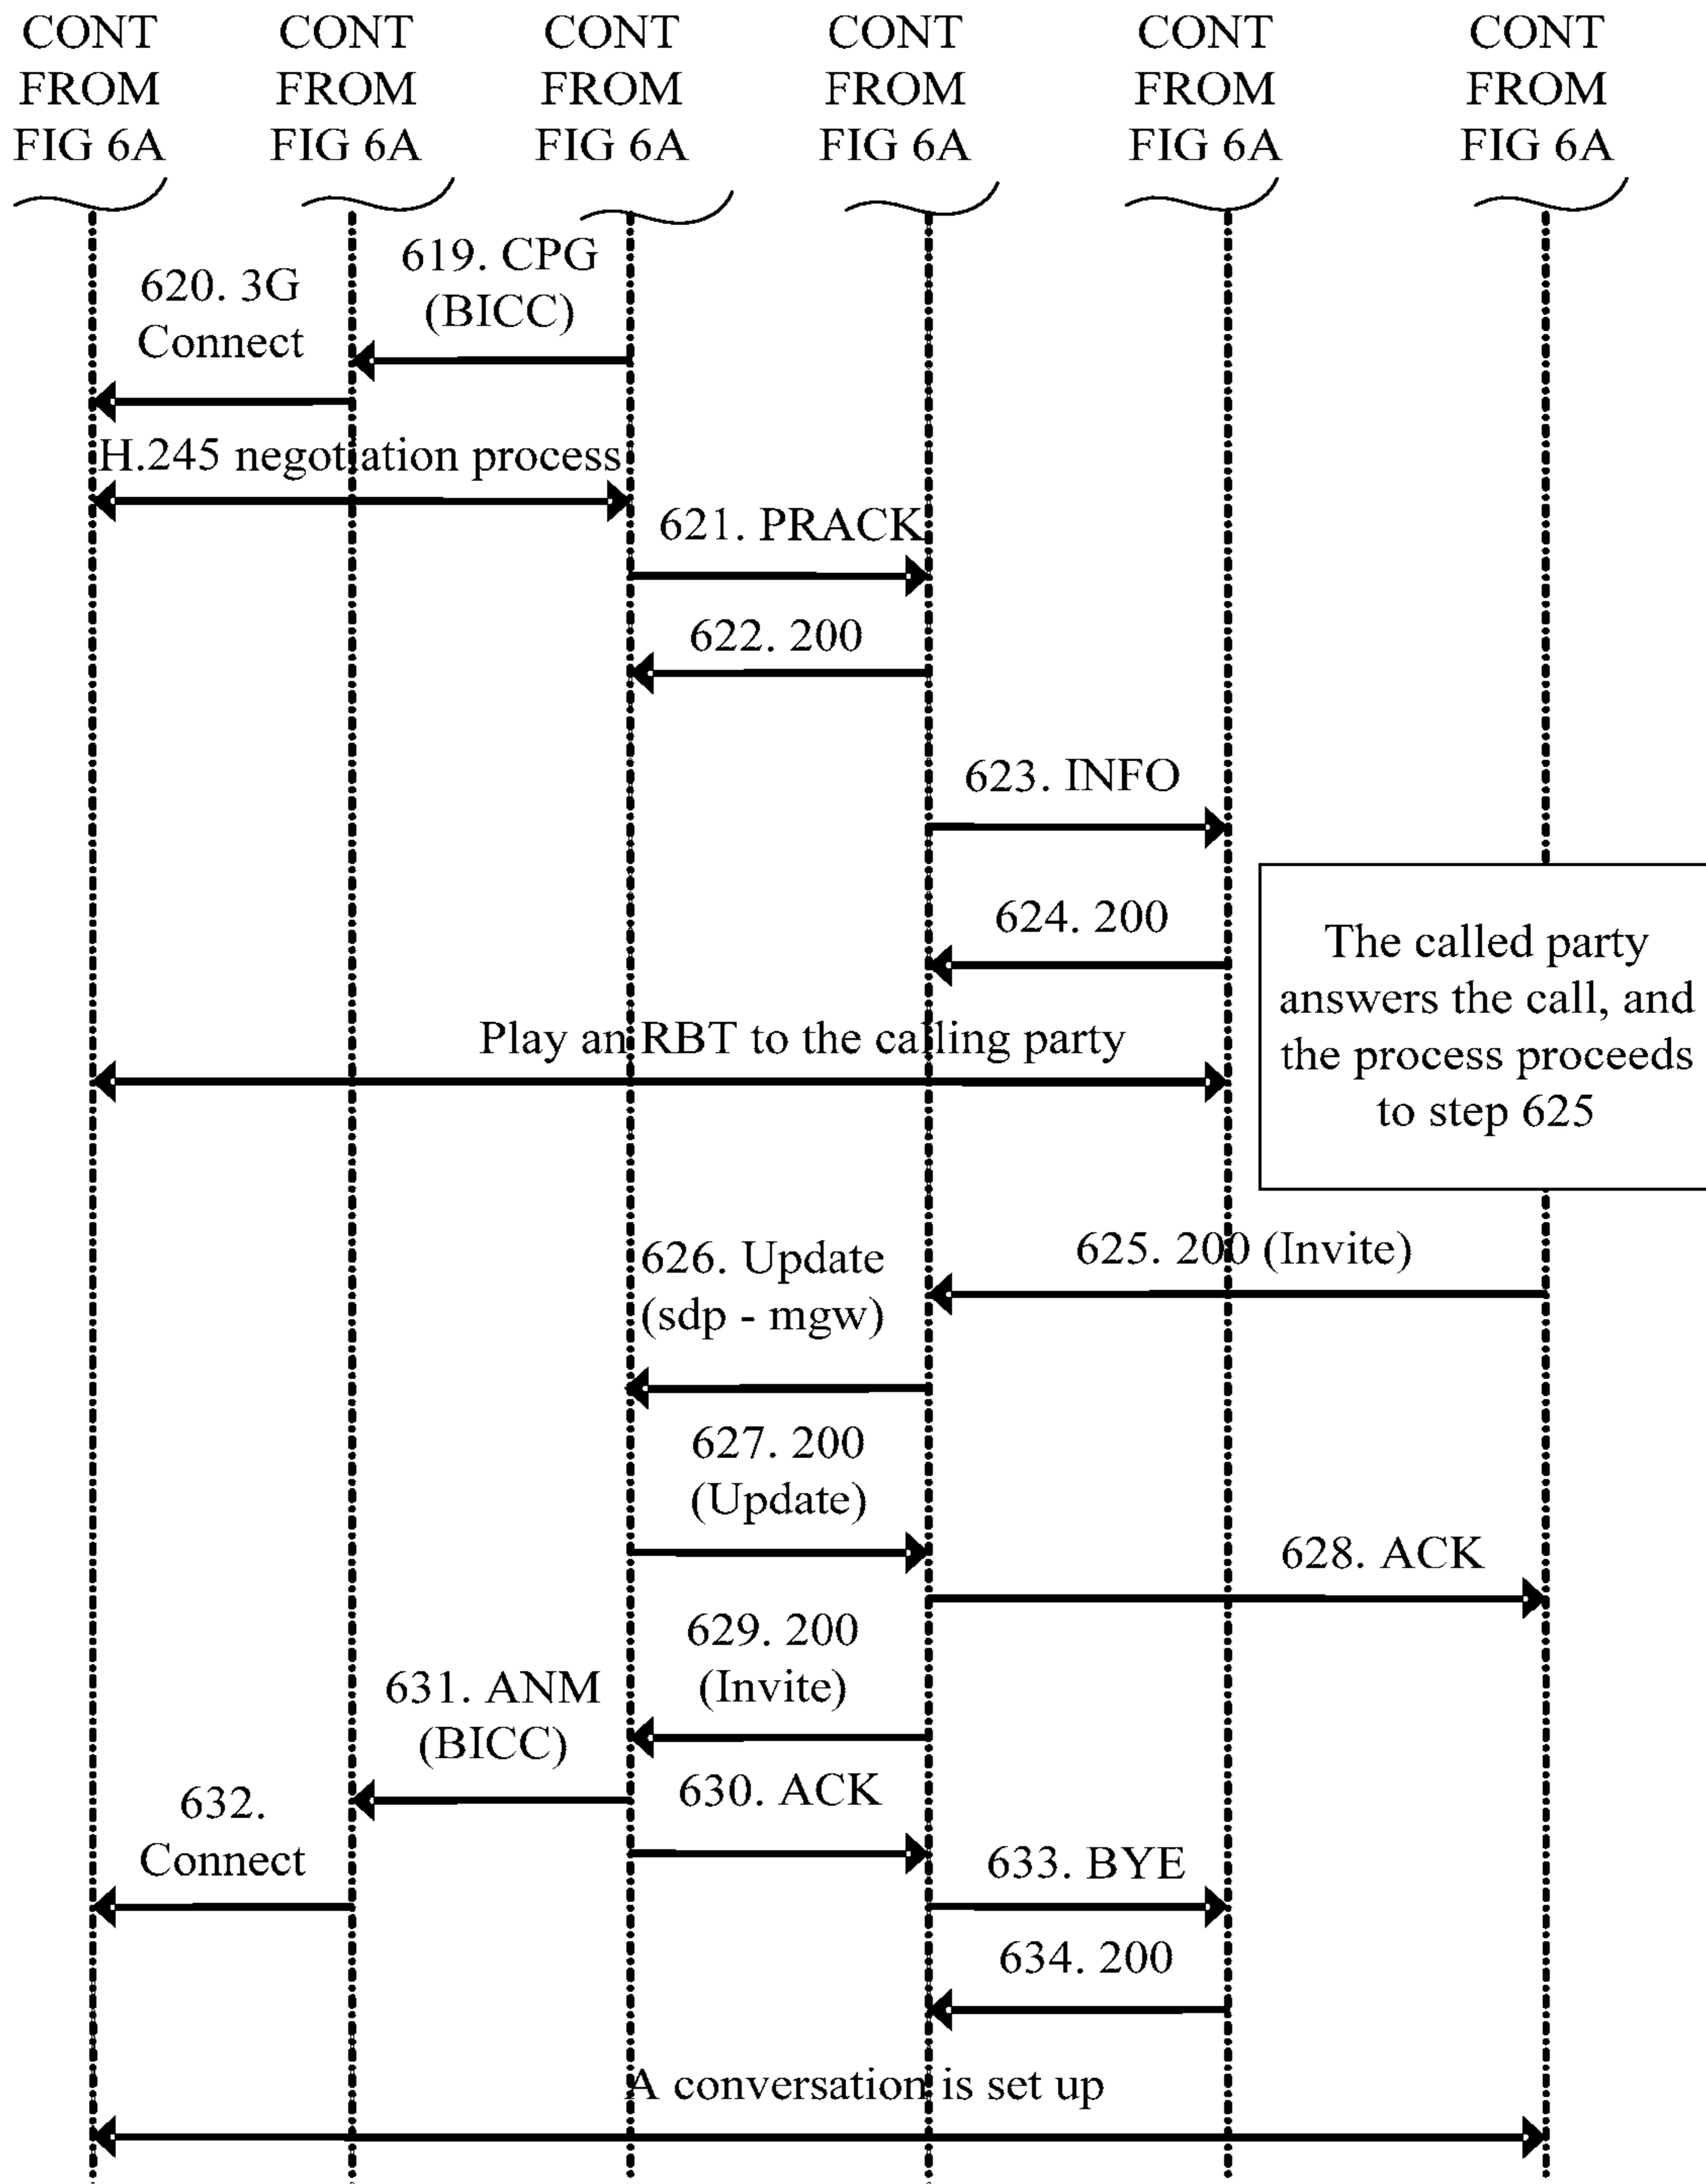 CONT FROM FIG 6A
CONT FROM FIG 6A
CONT FROM FIG 6A
CONT FROM FIG 6A
CONT FROM FIG 6A
CONT FROM FIG 6A
619. CPG
(BICC)
620. 3G
Connect
H.245 negotiation process
621. PRACK
622. 200
623. INFO
624. 200
The called party
answers the call, and
the process proceeds
to step 625
Play an RBT to the calling party
625. 200 (Invite)
626. Update
(sdp - mgw)
627. 200
(Update)
628. ACK
629. 200
(Invite)
631. ANM
(BICC)
630. ACK
632.
Connect
633. BYE
634. 200
A conversation is set up